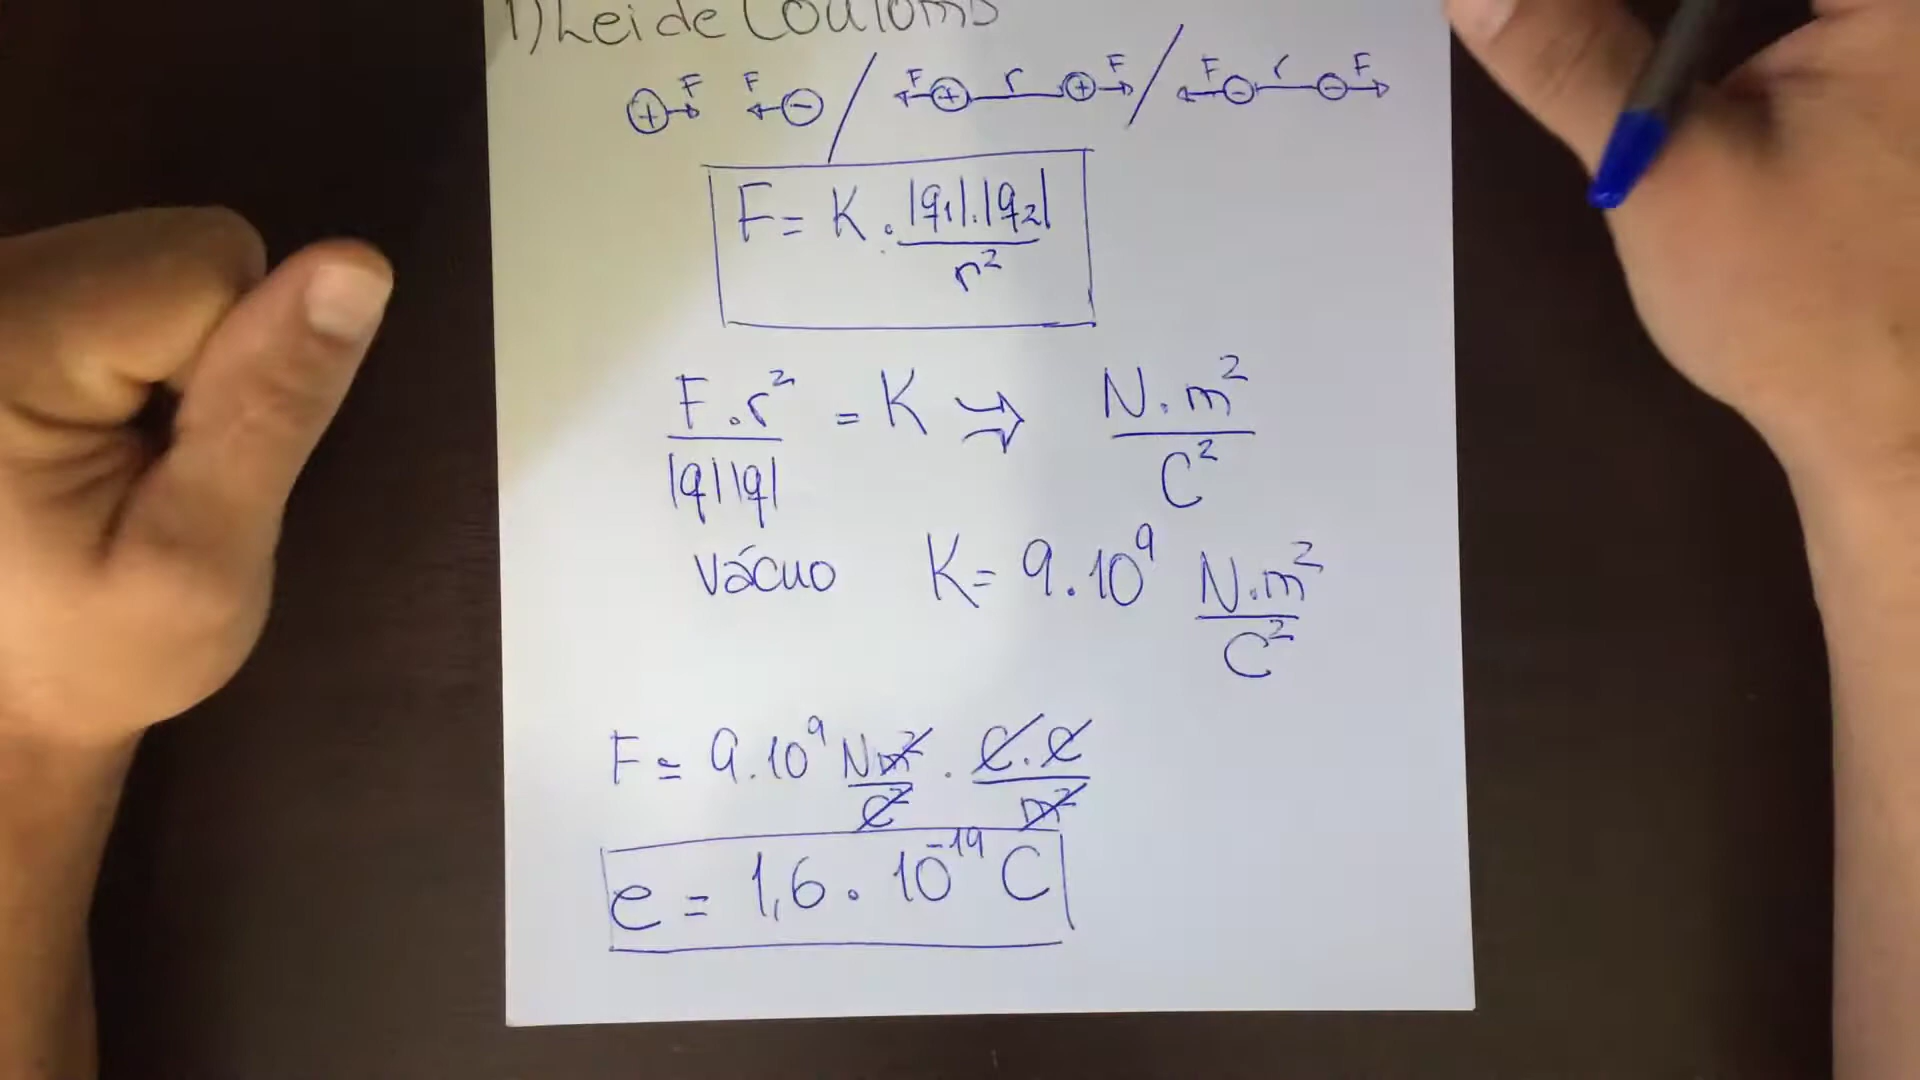 1) Lei de Coulomb
+ F F - / F + r + F / F - r - F
F = K . |q1|.|q2| / r²
F.r² / |q||q| = K → N.m² / C²
Vácuo K = 9.10⁹ N.m² / C²
F = 9.10⁹ Nm² / C² . C.C / m²
e = 1,6 . 10⁻¹⁹ C